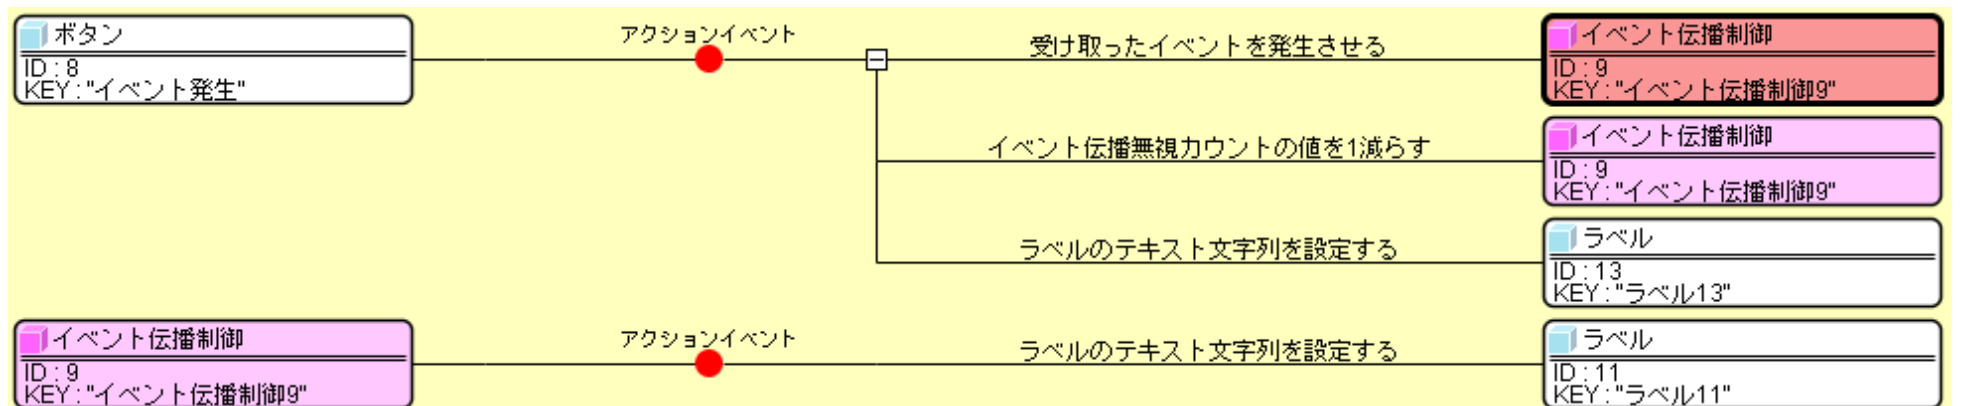 ボタン
ID : 8
KEY : "イベント発生"
アクションイベント
受け取ったイベントを発生させる
イベント伝播制御
ID : 9
KEY : "イベント伝播制御9"
イベント伝播無視カウントの値を1減らす
イベント伝播制御
ID : 9
KEY : "イベント伝播制御9"
ラベルのテキスト文字列を設定する
ラベル
ID : 13
KEY : "ラベル13"
イベント伝播制御
ID : 9
KEY : "イベント伝播制御9"
アクションイベント
ラベルのテキスト文字列を設定する
ラベル
ID : 11
KEY : "ラベル11"